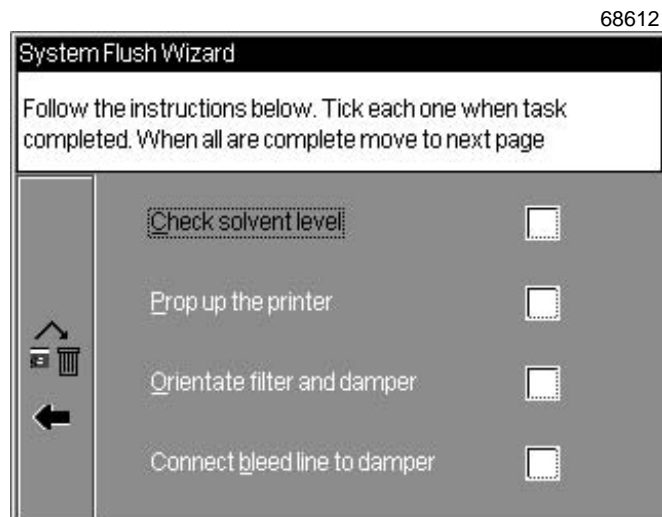 68612
System Flush Wizard
Follow the instructions below. Tick each one when task
completed. When all are complete move to next page
Check solvent level
Prop up the printer
Orientate filter and damper
Connect bleed line to damper